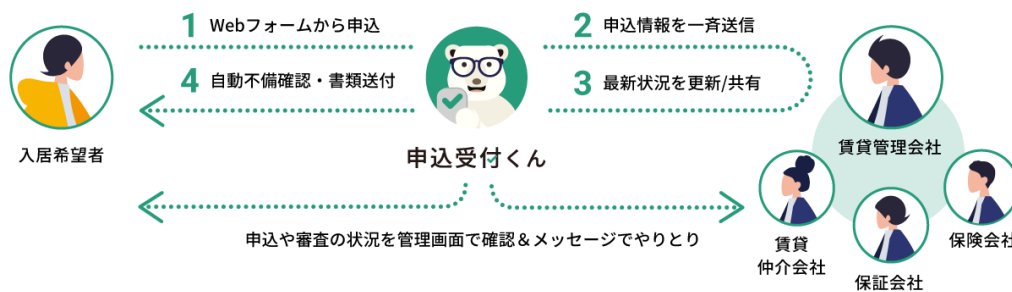 1 Webフォームから申込
2 申込情報を一斉送信
4 自動不備確認・書類送付
3 最新状況を更新/共有
入居希望者
申込受付くん
賃貸管理会社
申込や審査の状況を管理画面で確認&メッセージでやりとり
賃貸
仲介会社
保証会社
保険会社